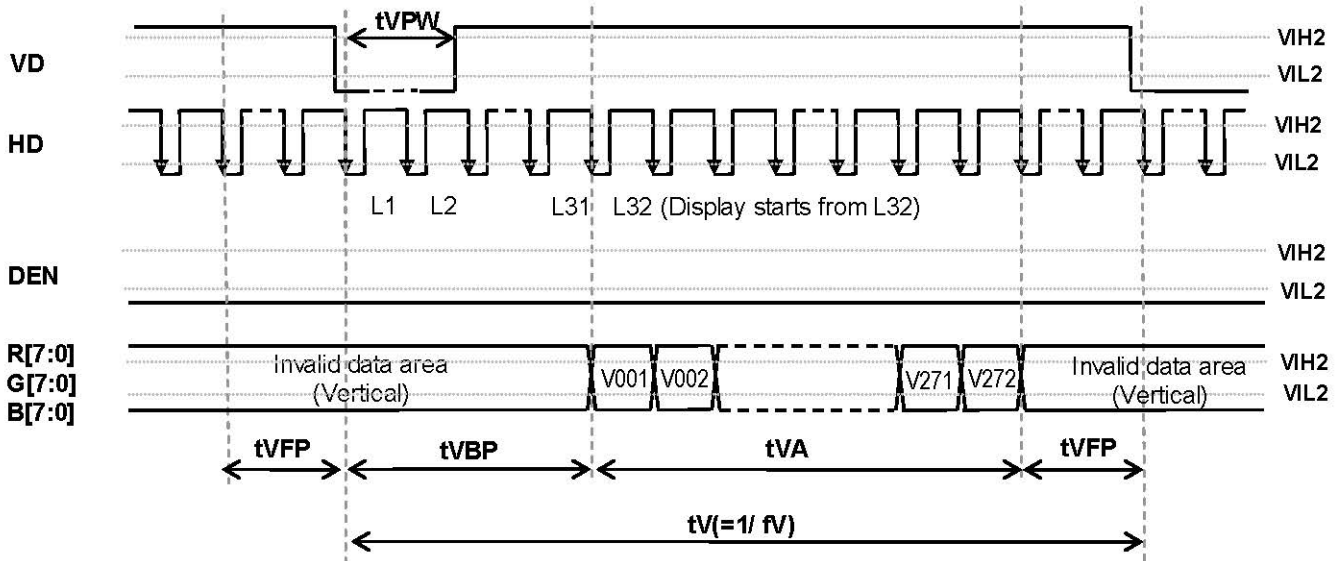 tVPW
VIH2
VD
VIL2
VIH2
HD
VIL2
L1 L2 L31 L32 (Display starts from L32)
VIH2
DEN
VIL2
R[7:0]
G[7:0]
B[7:0]
Invalid data area
(Vertical)
V001 V002 V271 V272
Invalid data area
(Vertical)
VIH2
VIL2
tVFP tVBP tVA tVFP
tV(=1/ fV)